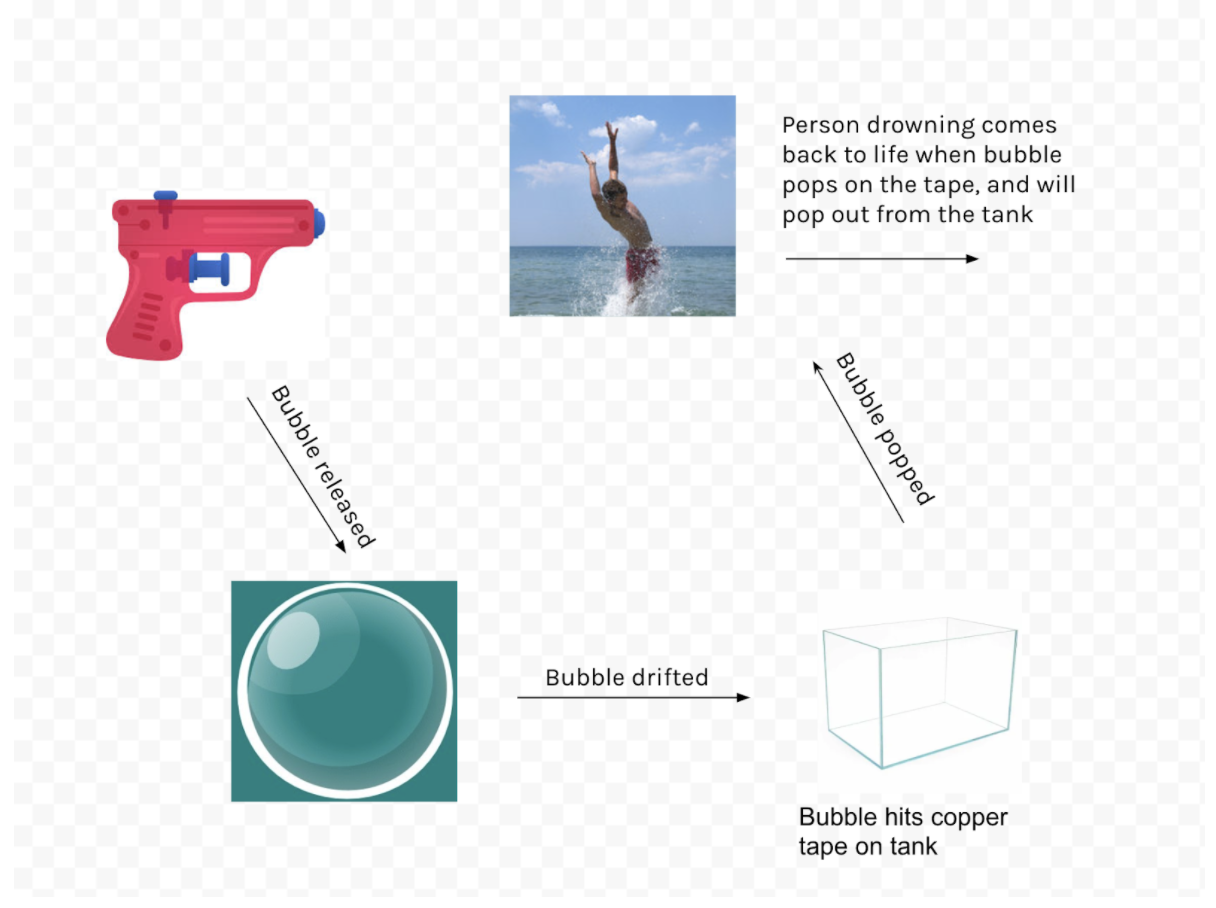 Person drowning comes
back to life when bubble
pops on the tape, and will
pop out from the tank
Bubble released
Bubble popped
Bubble drifted
Bubble hits copper
tape on tank